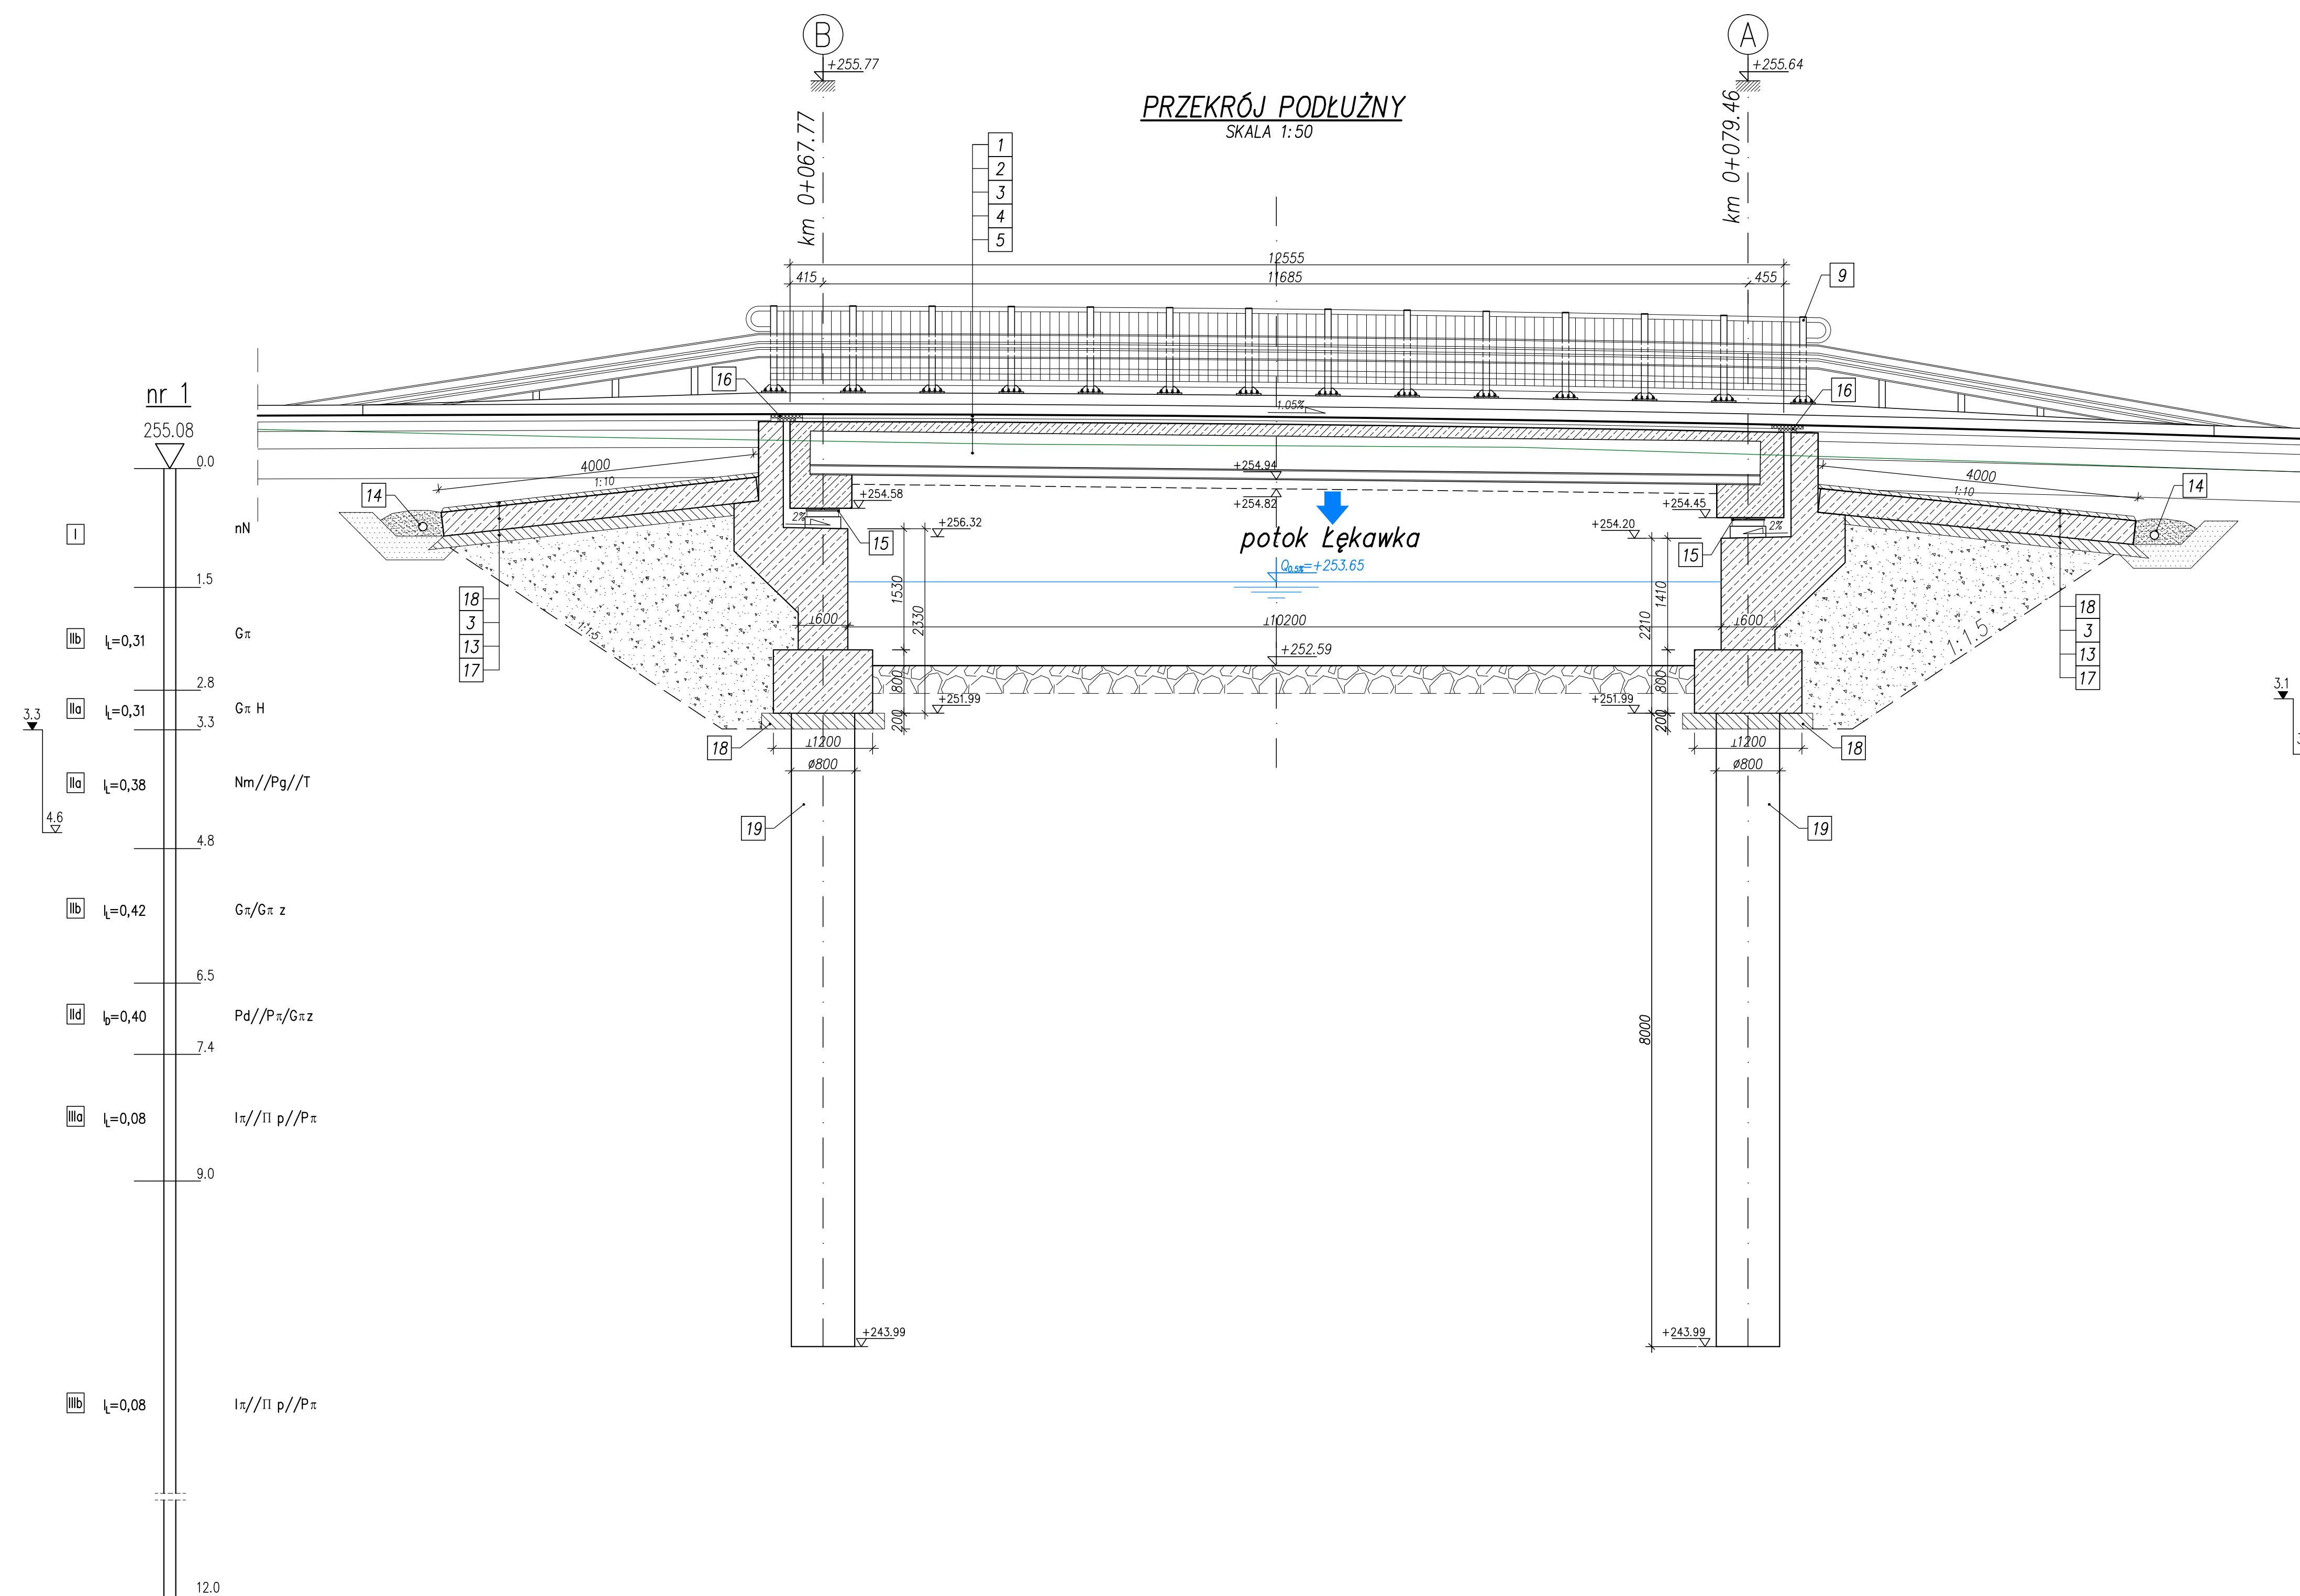 B
A
+255.77
+255.64
km 0+067.77
km 0+079.46
PRZEKRÓJ PODŁUŻNY
SKALA 1:50
1
2
3
4
5
12555
415
11685
455
9
16
16
1.05%
nr 1
255.08
0.0
4000
1:10
4000
1:10
14
14
+254.94
+254.82
+254.58
+254.45
2%
2%
15
15
+256.32
+254.20
potok Łękawka
Q0.5%=+253.65
I
nN
1.5
18
3
13
17
18
3
13
17
1:1.5
1:1.5
1530
2330
1410
2210
⊥600
⊥10200
⊥600
IIb
IL=0,31
Gπ
+252.59
2.8
IIa
IL=0,31
Gπ H
3.3
3.3
3.1
800
200
800
200
+251.99
+251.99
18
18
⊥1200
⊥1200
ø800
ø800
IIa
IL=0,38
Nm//Pg//T
4.6
4.8
19
19
IIb
IL=0,42
Gπ/Gπ z
6.5
IId
ID=0,40
Pd//Pπ/Gπz
7.4
8000
IIIa
IL=0,08
Iπ//Π p//Pπ
9.0
+243.99
+243.99
IIIb
IL=0,08
Iπ//Π p//Pπ
12.0